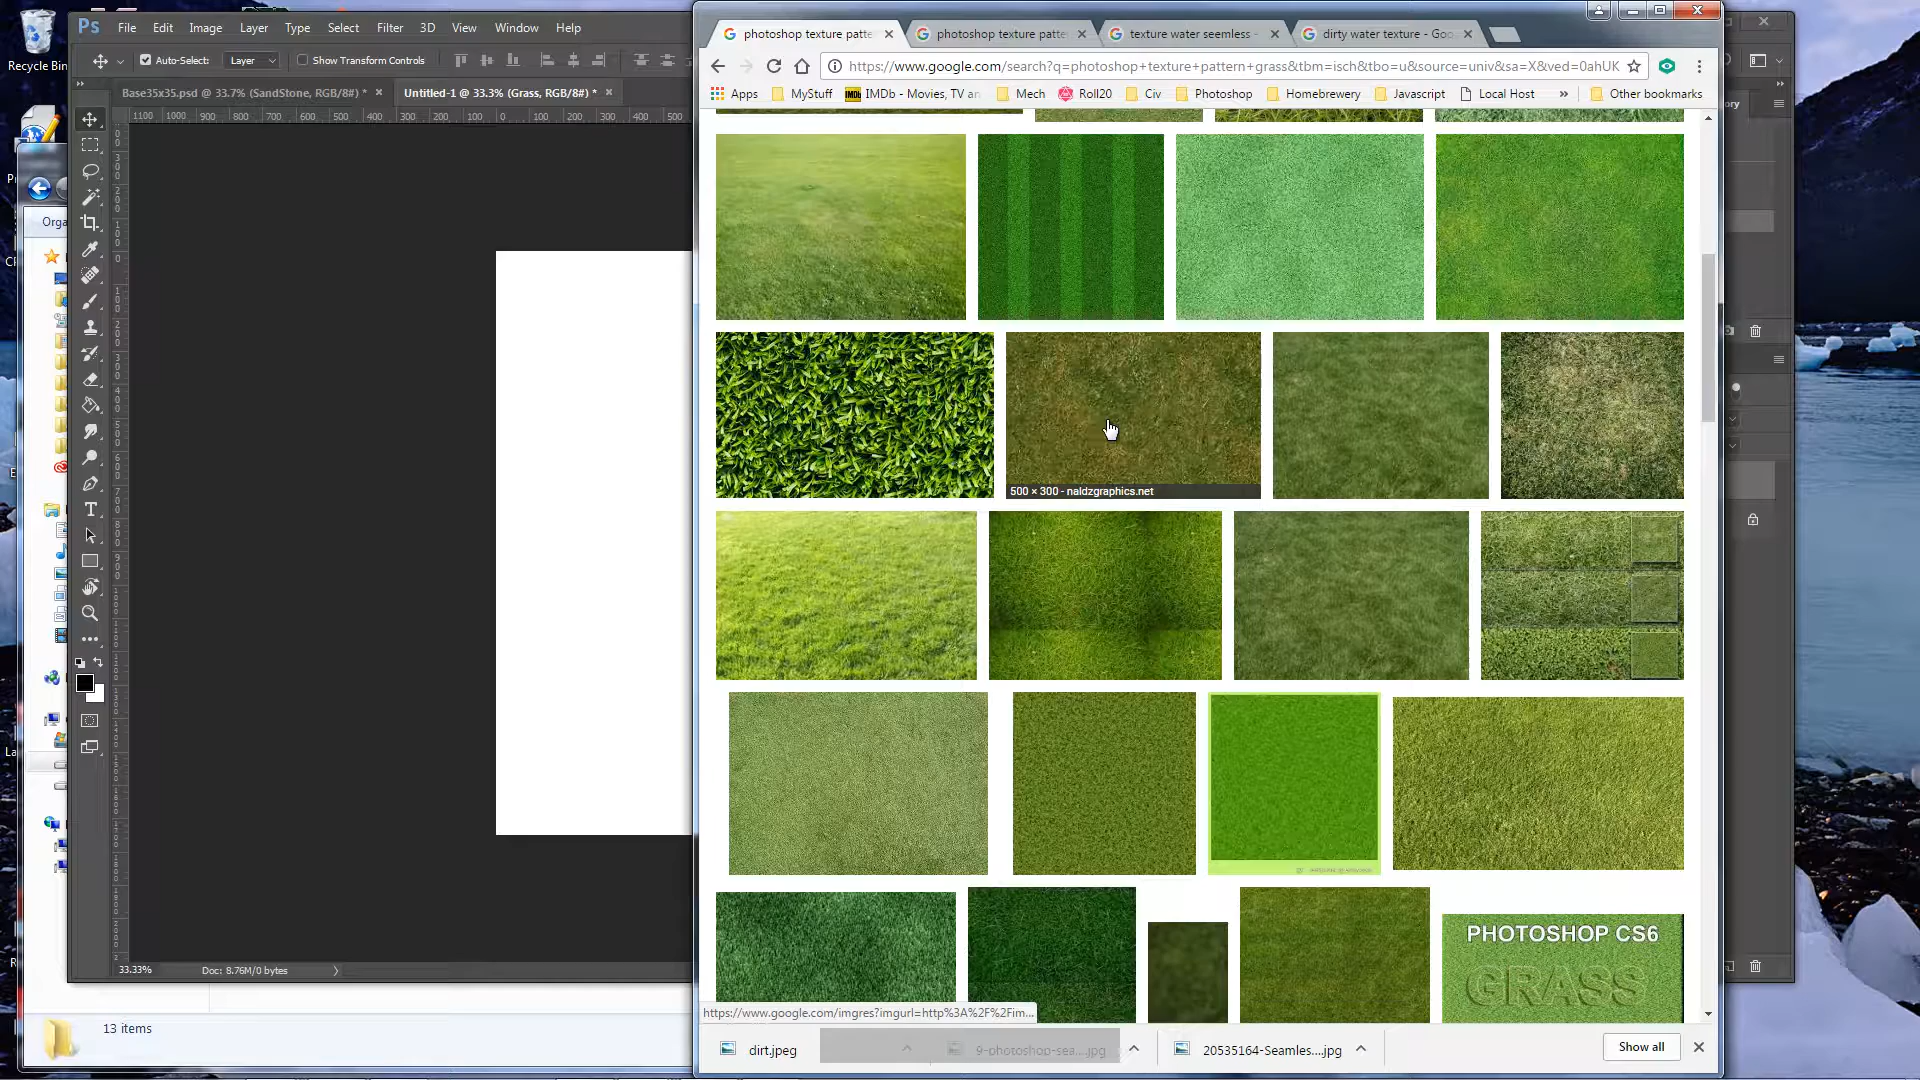 Recycle Bin
Ps File Edit Image Layer Type Select Filter 3D View Window Help
Auto-Select: Layer Show Transform Controls
Base35x35.psd @ 33.7% (SandStone, RGB/8#) * ×
Untitled-1 @ 33.3% (Grass, RGB/8#) * ×
1100 1000 900 800 700 600 500 400 300 200 100 0 100 200 300 400 500
Orga
33.33% Doc: 8.76M/0 bytes
13 items
photoshop texture patte
photoshop texture patte
texture water seemless -
dirty water texture - Goo
https://www.google.com/search?q=photoshop+texture+pattern+grass&tbm=isch&tbo=u&source=univ&sa=X&ved=0ahUK
Apps MyStuff IMDb - Movies, TV an Mech Roll20 Civ Photoshop Homebrewery Javascript Local Host » Other bookmarks
500 × 300 - naldzgraphics.net
PHOTOSHOP CS6
GRASS
https://www.google.com/imgres?imgurl=http%3A%2F%2Fim...
dirt.jpeg
9-photoshop-sea....jpg
20535164-Seamles....jpg
Show all